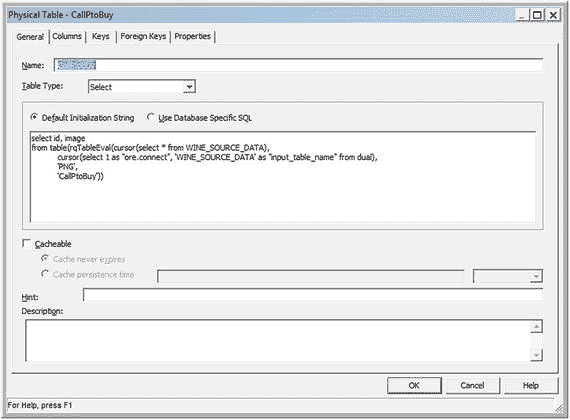 Physical Table - CallPtoBuy
General Columns Keys Foreign Keys Properties
Name:
Table Type: Select
Default Initialization String Use Database Specific SQL
select id, image
from table(rqTableEval(cursor(select * from WINE_SOURCE_DATA),
cursor(select 1 as "ore.connect", 'WINE_SOURCE_DATA' as "input_table_name" from dual),
'PNG',
'CallPtoBuy'))
Cacheable
Cache never expires
Cache persistence time
Hint:
Description:
OK Cancel Help
For Help, press F1